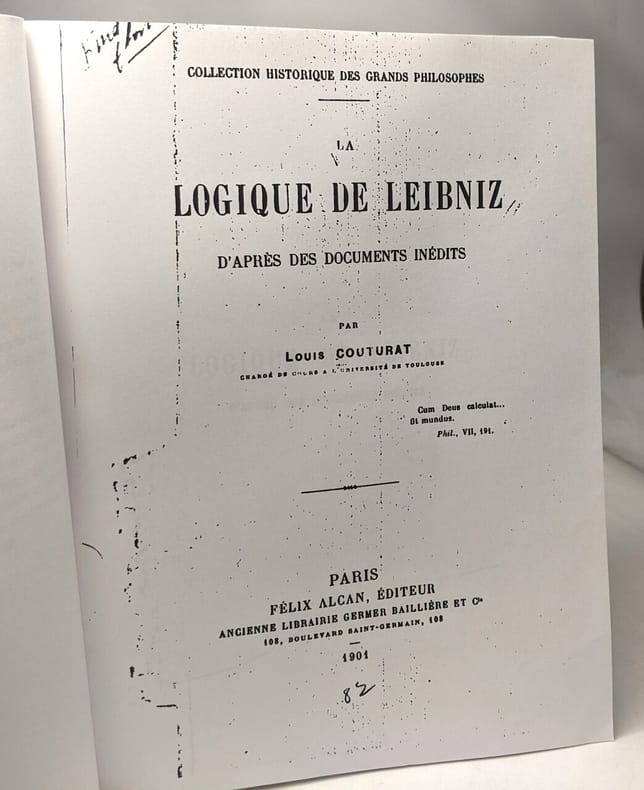 COLLECTION HISTORIQUE DES GRANDS PHILOSOPHES
LA
LOGIQUE DE LEIBNIZ
D'APRÈS DES DOCUMENTS INÉDITS
PAR
LOUIS COUTURAT
CHARGÉ DE COURS A L'UNIVERSITÉ DE TOULOUSE
Cum Deus calculat...
fit mundus.
Phil., VII, 191.
PARIS
FÉLIX ALCAN, ÉDITEUR
ANCIENNE LIBRAIRIE GERMER BAILLIÈRE ET Cie
108, BOULEVARD SAINT-GERMAIN, 108
1901
82